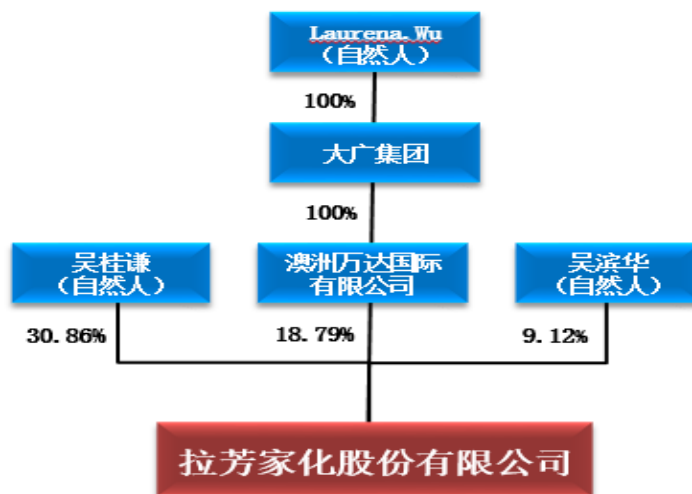 Laurena.Wu
（自然人）
100%
大广集团
100%
吴桂谦
（自然人）
澳洲万达国际
有限公司
吴滨华
（自然人）
30.86%
18.79%
9.12%
拉芳家化股份有限公司